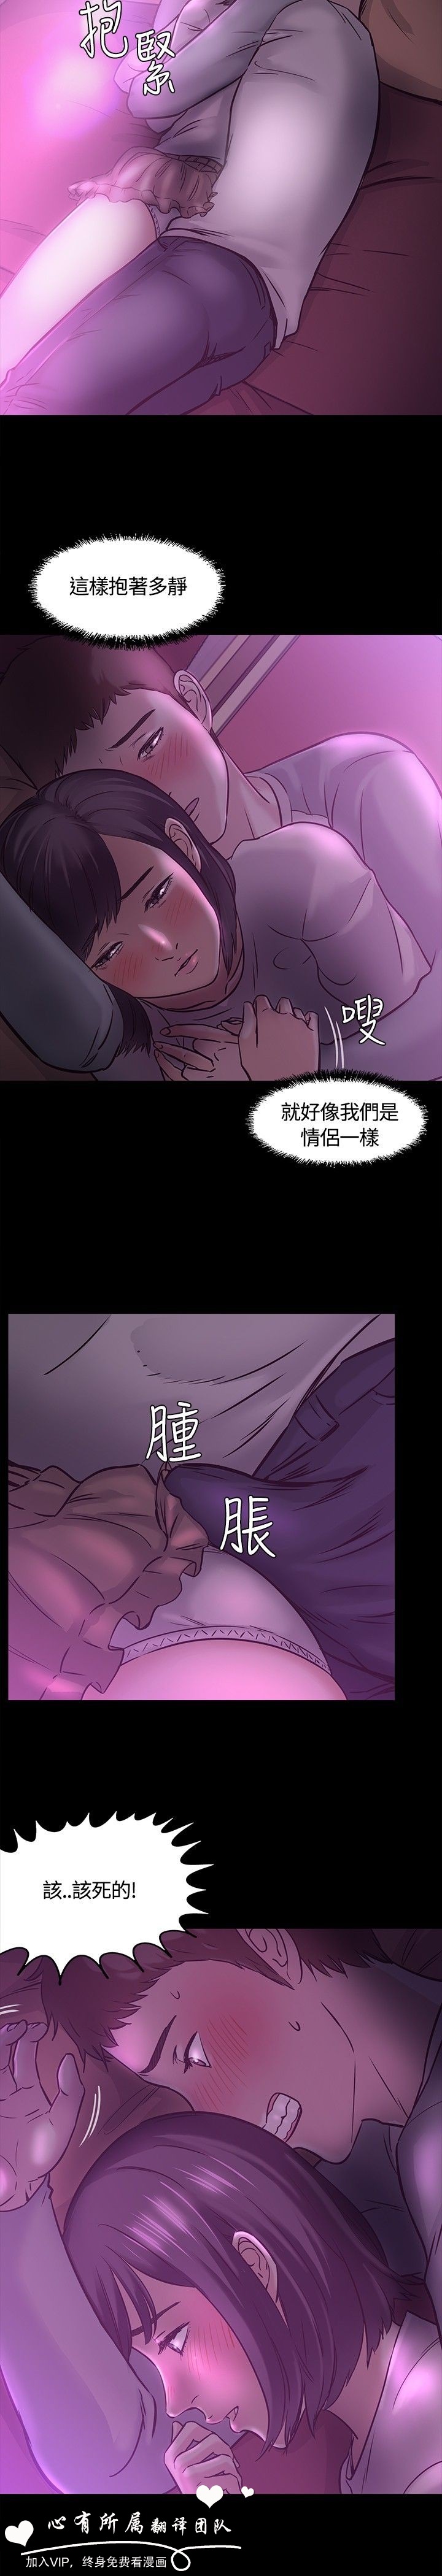 抱緊
這樣抱著多靜
嗖
就好像我們是
情侶一樣
腫
脹
該..該死的!
心有所属翻译团队
加入VIP，终身免费看漫画